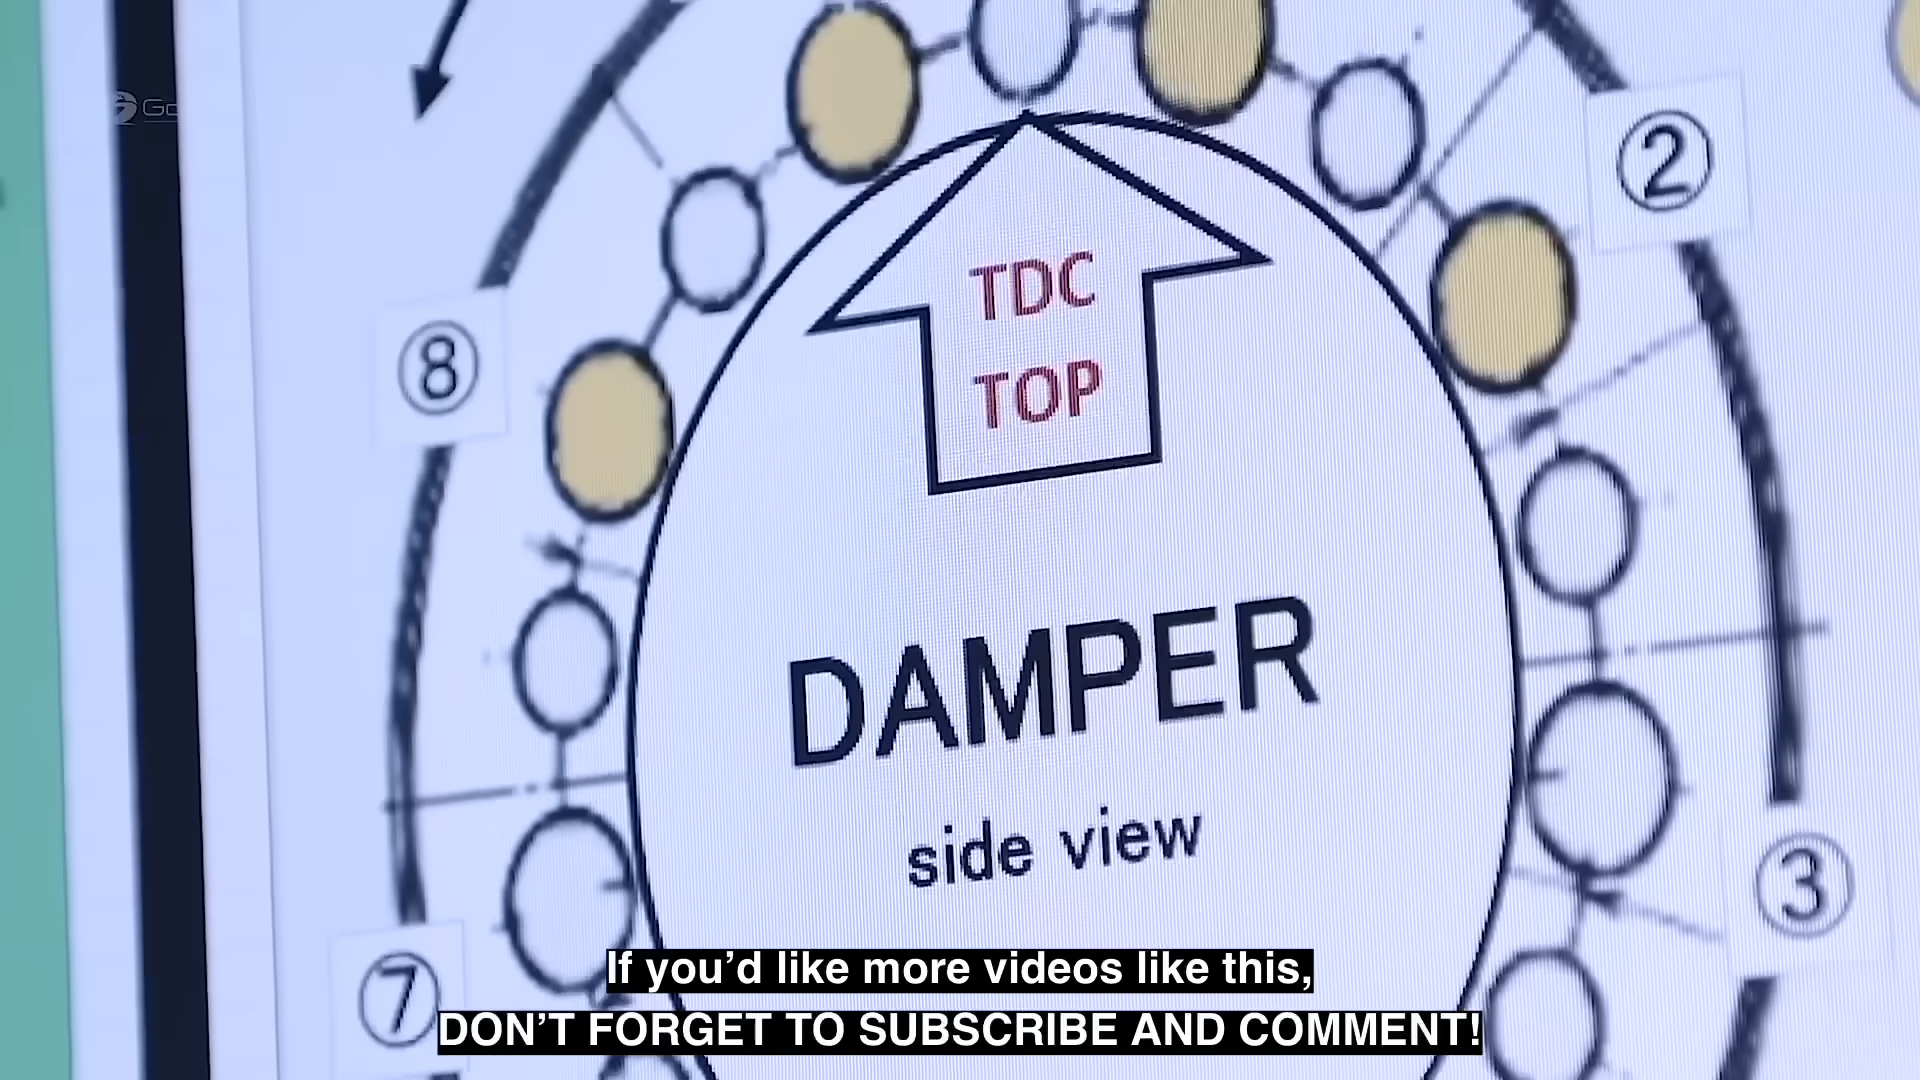 Go
②
TDC
⑧
TOP
DAMPER
side view
③
⑦
If you’d like more videos like this,
DON’T FORGET TO SUBSCRIBE AND COMMENT!